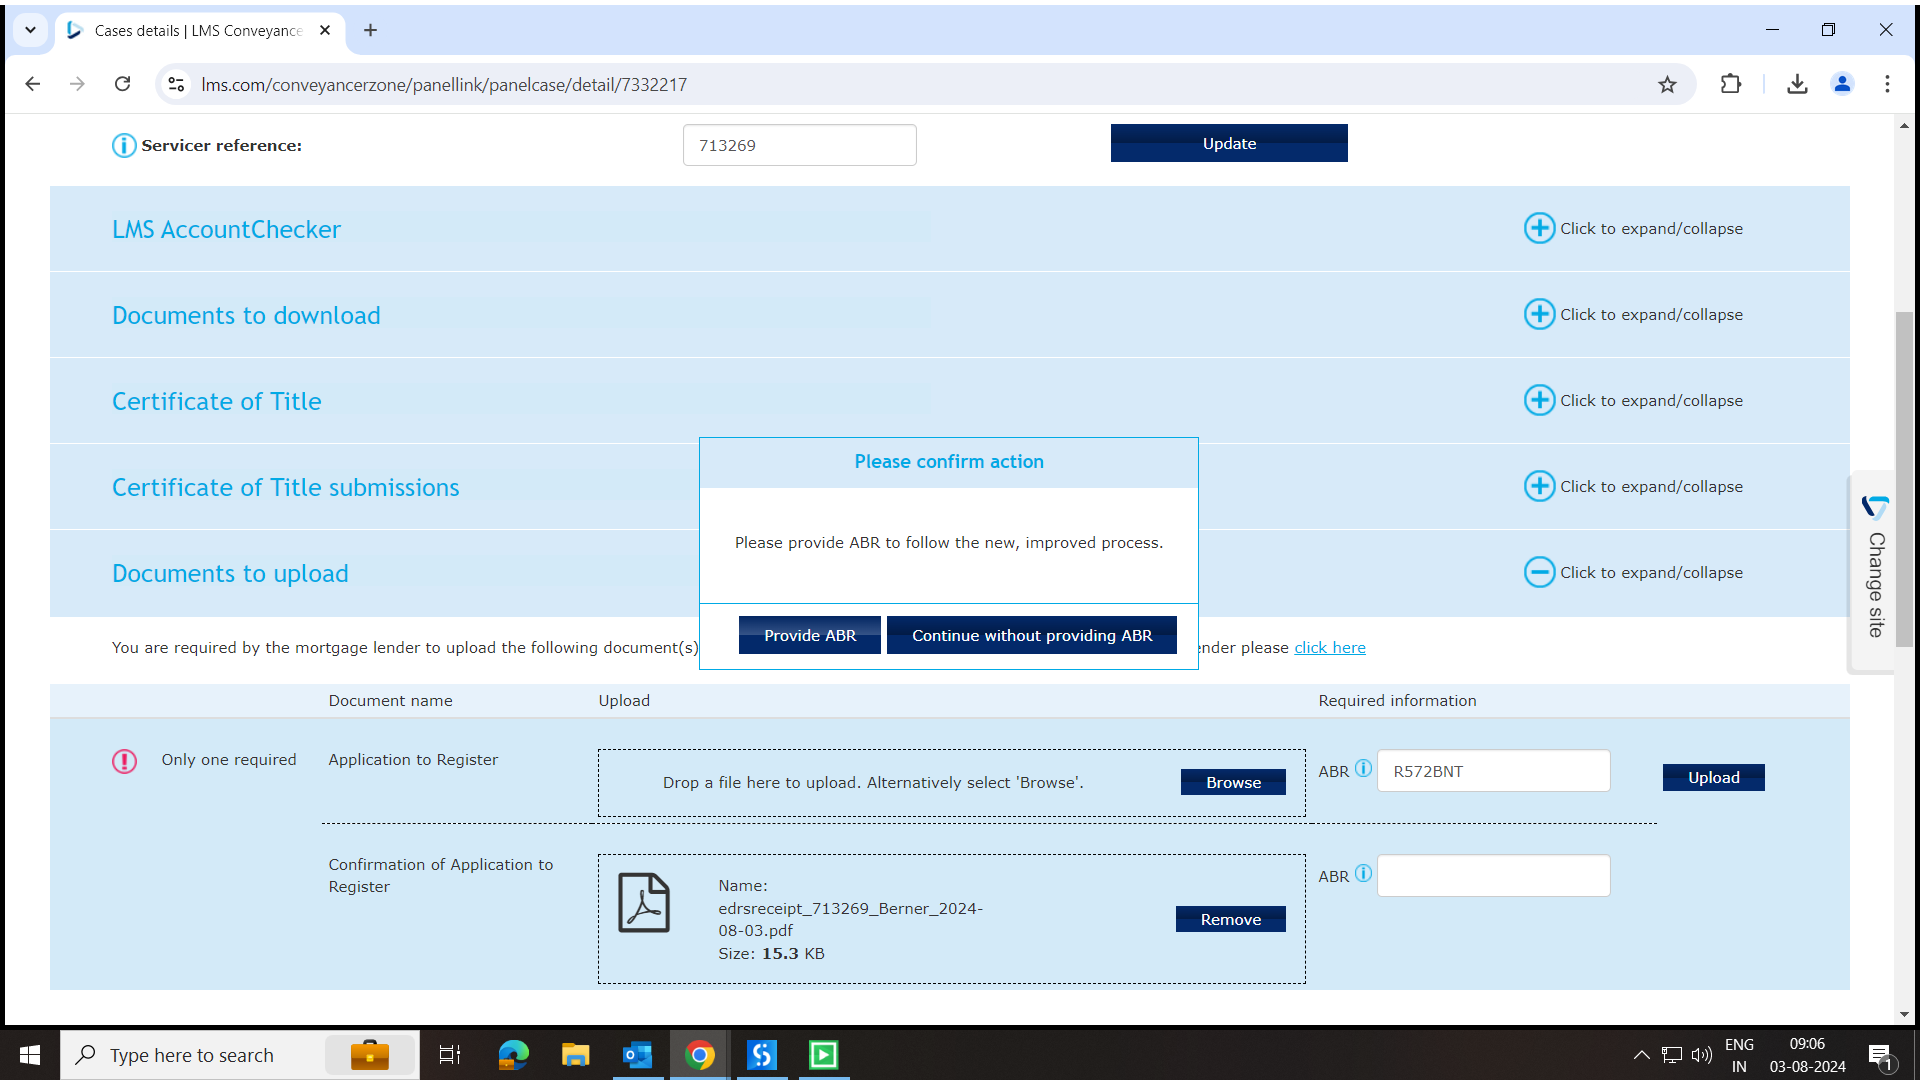 Cases details | LMS Conveyance
lms.com/conveyancerzone/panellink/panelcase/detail/7332217
Servicer reference:
713269
Update
LMS AccountChecker
Click to expand/collapse
Documents to download
Click to expand/collapse
Certificate of Title
Click to expand/collapse
Certificate of Title submissions
Click to expand/collapse
Documents to upload
Click to expand/collapse
Please confirm action
Please provide ABR to follow the new, improved process.
Provide ABR
Continue without providing ABR
You are required by the mortgage lender to upload the following document(s)
nder please click here
Change site
Document name
Upload
Required information
Only one required
Application to Register
Drop a file here to upload. Alternatively select 'Browse'.
Browse
ABR
R572BNT
Upload
Confirmation of Application to
Register
Name:
edrsreceipt_713269_Berner_2024-
08-03.pdf
Size: 15.3 KB
Remove
ABR
Type here to search
ENG
IN
09:06
03-08-2024
1